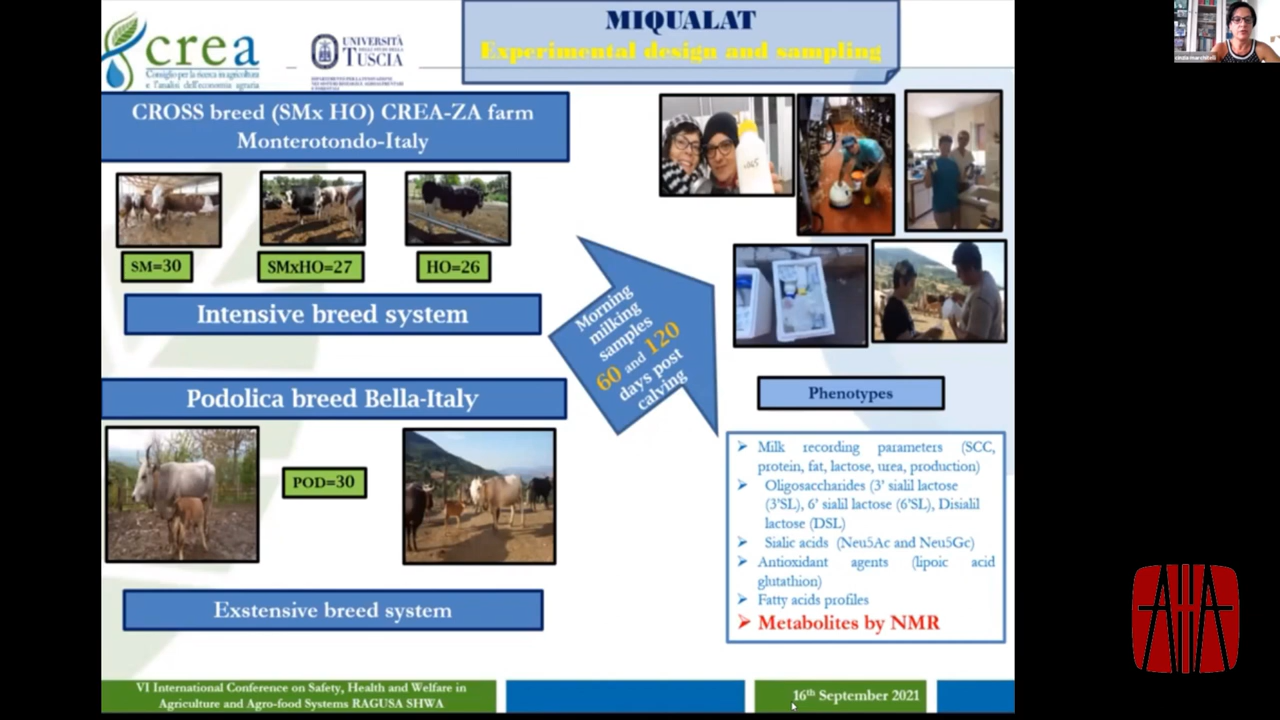 MIQUALAT
Experimental design and sampling
crea
Consiglio per la ricerca in agricoltura
e l'analisi dell'economia agraria
UNIVERSITÀ
DEGLI STUDI DELLA
TUSCIA
cinzia marchitelli
CROSS breed (SMx HO) CREA-ZA farm
Monterotondo-Italy
SM=30
SMxHO=27
HO=26
Intensive breed system
Podolica breed Bella-Italy
POD=30
Exstensive breed system
Morning
milking
samples
60 and 120
days post
calving
Phenotypes
Milk recording parameters (SCC,
protein, fat, lactose, urea, production)
Oligosaccharides (3' sialil lactose
(3'SL), 6' sialil lactose (6'SL), Disialil
lactose (DSL)
Sialic acids (Neu5Ac and Neu5Gc)
Antioxidant agents (lipoic acid
glutathion)
Fatty acids profiles
Metabolites by NMR
VI International Conference on Safety, Health and Welfare in
Agriculture and Agro-food Systems RAGUSA SHWA
16th September 2021